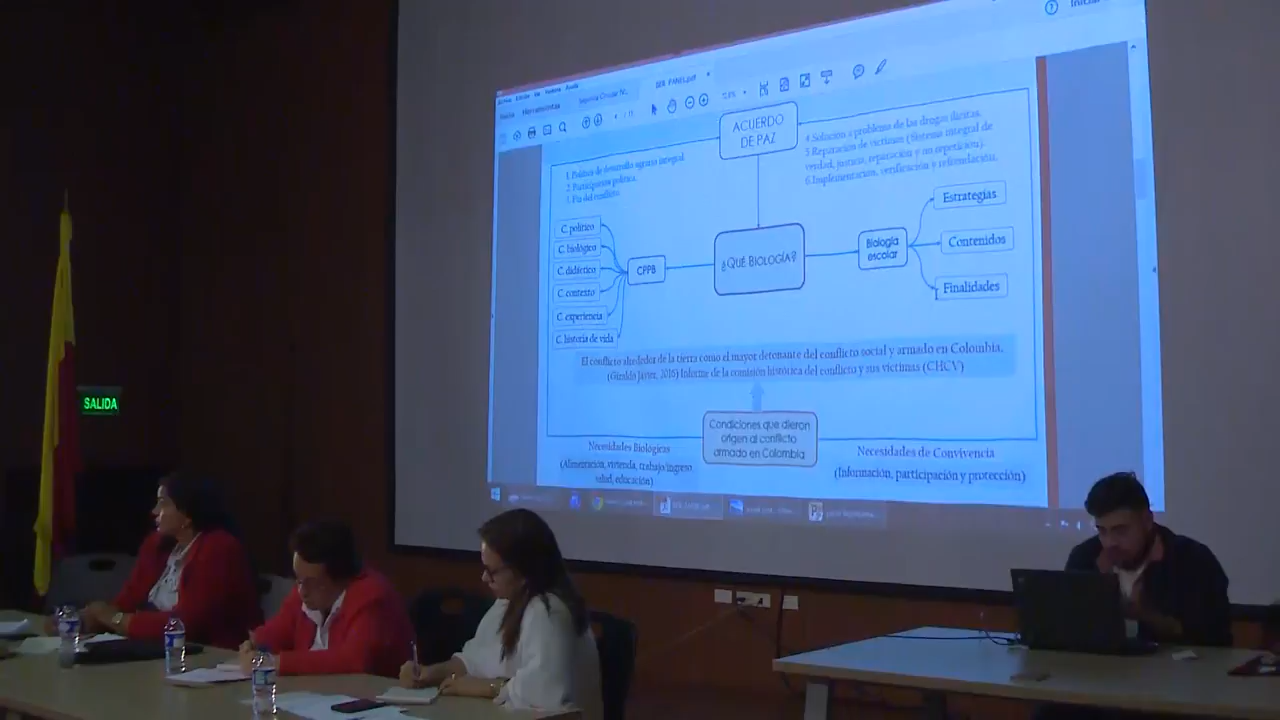 Herramientas
ACUERDO
DE PAZ
1. Política de desarrollo agrario integral
2. Participación política.
3. Fin del conflicto.
4. Solución a problema de las drogas ilícitas.
5 Reparación de víctimas (Sistema integral de
verdad, justicia, reparación y no repetición).
6. Implementación, verificación y refrendación.
C. político
C. biológico
C. didáctico
C. contexto
C. experiencia
C. historia de vida
CPPB
¿QUÉ BIOLOGÍA?
Biología
escolar
Estrategias
Contenidos
Finalidades
El conflicto alrededor de la tierra como el mayor detonante del conflicto social y armado en Colombia.
(Giraldo Javier, 2016) Informe de la comisión histórica del conflicto y sus víctimas (CHCV)
Condiciones que dieron
origen al conflicto
armado en Colombia
Necesidades Biológicas
(Alimentación, vivienda, trabajo/ingreso
salud, educación)
Necesidades de Convivencia
(Información, participación y protección)
SALIDA